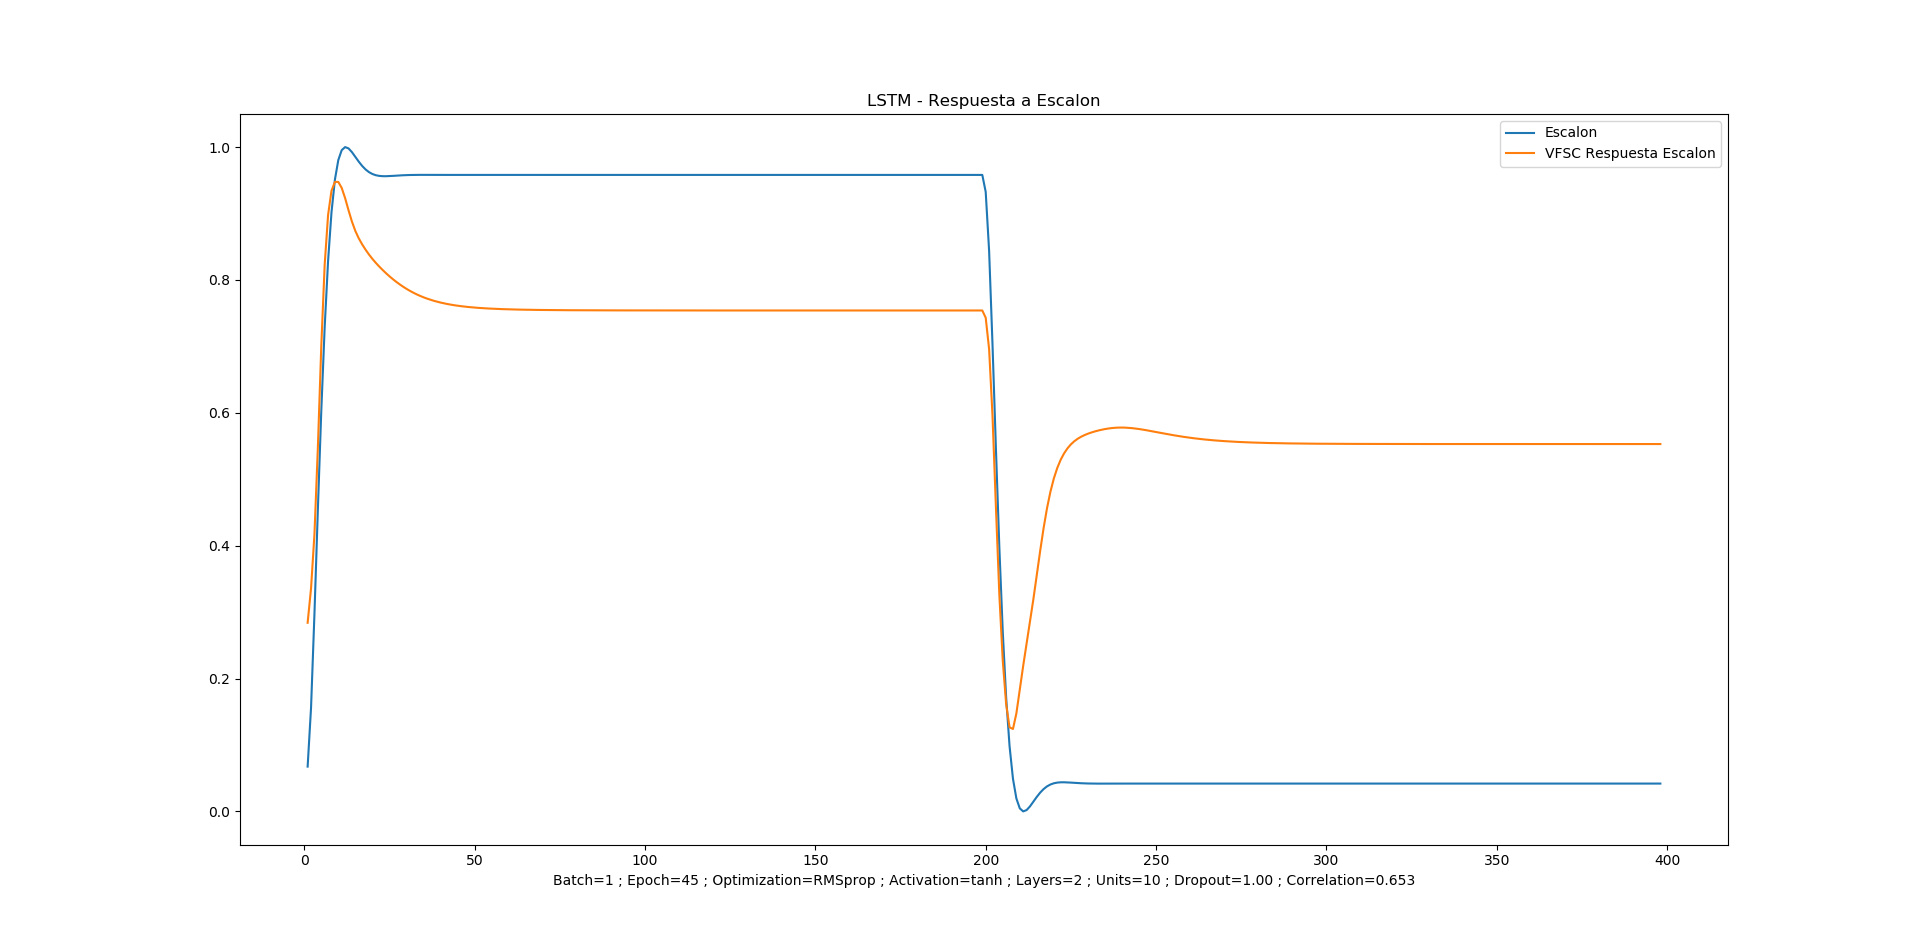 LSTM - Respuesta a Escalon
Escalon
VFSC Respuesta Escalon
1.0
0.8
0.6
0.4
0.2
0.0
0 50 100 150 200 250 300 350 400
Batch=1 ; Epoch=45 ; Optimization=RMSprop ; Activation=tanh ; Layers=2 ; Units=10 ; Dropout=1.00 ; Correlation=0.653